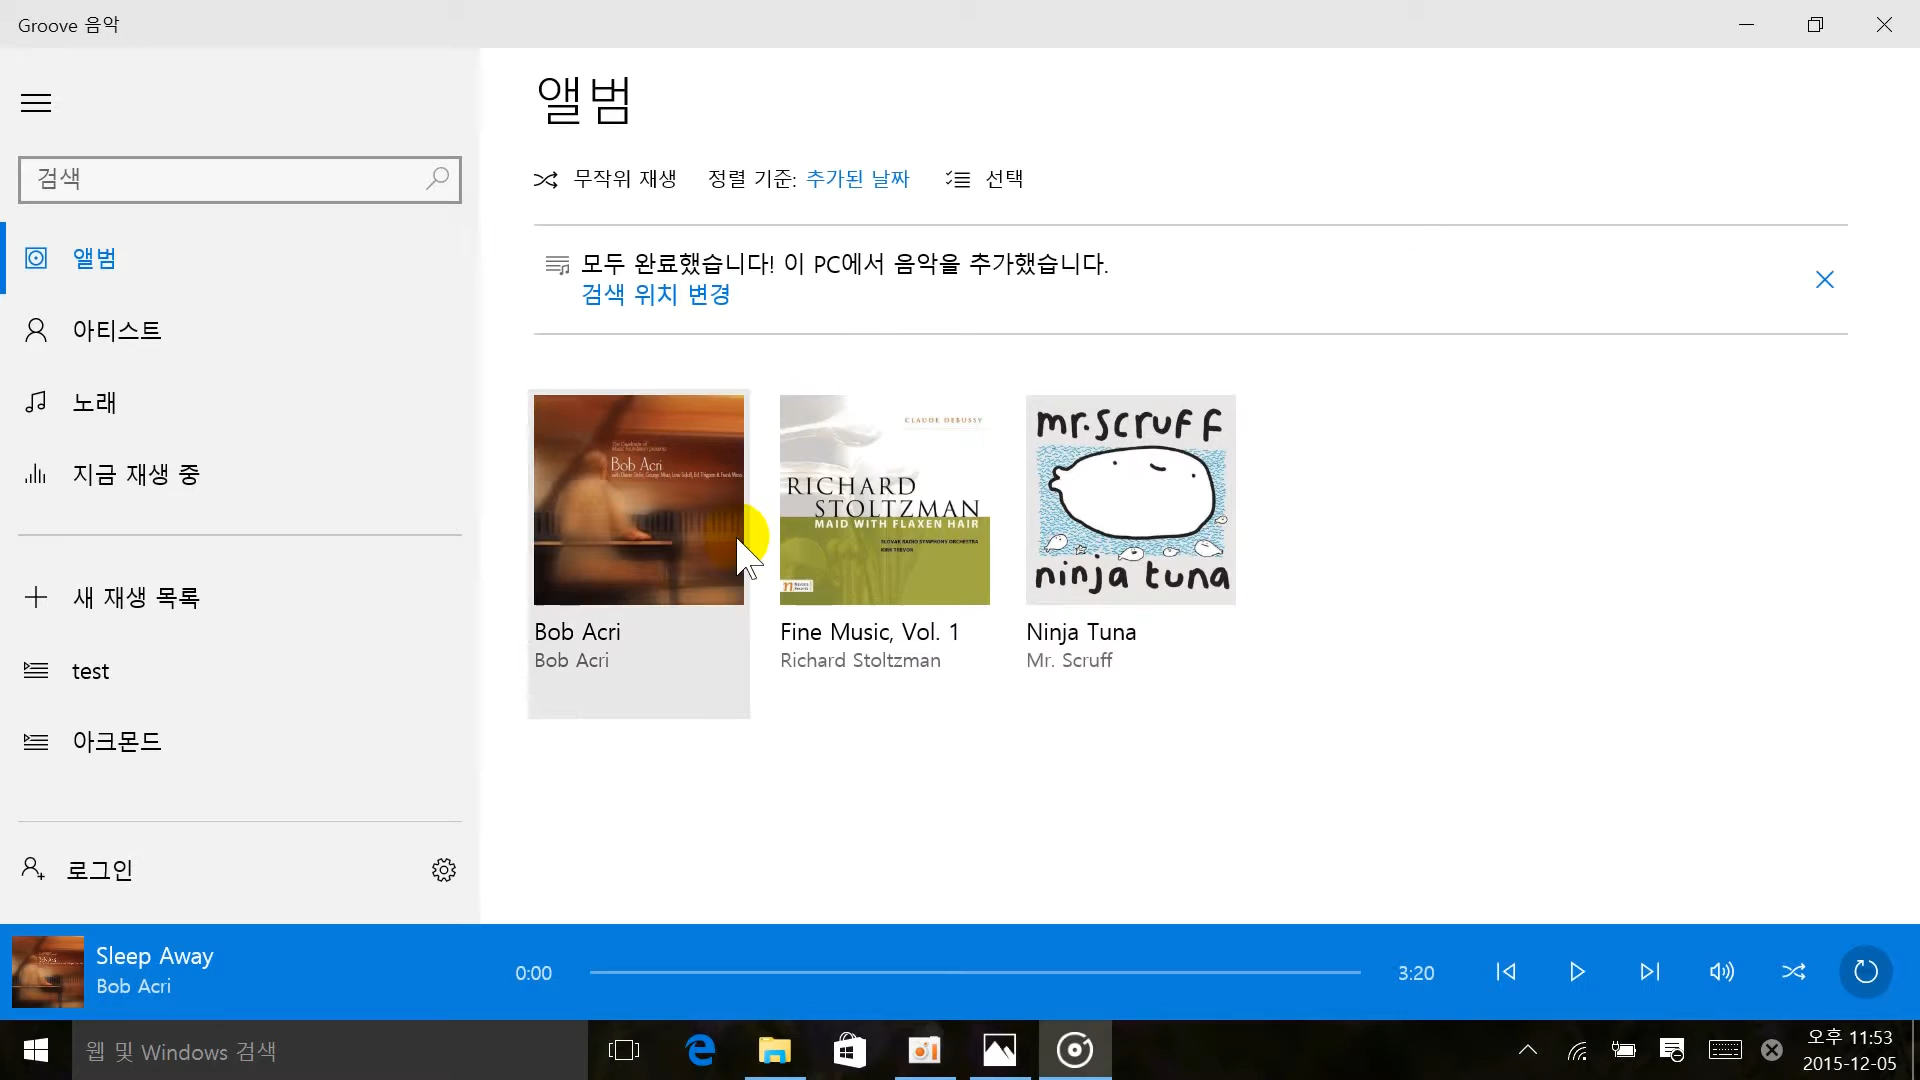 Groove 음악
검색
앨범
아티스트
노래
지금 재생 중
새 재생 목록
test
아크몬드
로그인
앨범
무작위 재생 정렬 기준: 추가된 날짜 선택
모두 완료했습니다! 이 PC에서 음악을 추가했습니다.
검색 위치 변경
Bob Acri
CLAUDE DEBUSSY
RICHARD
STOLTZMAN
MAID WITH FLAXEN HAIR
SLOVAK RADIO SYMPHONY ORCHESTRA
KIRK TREVOR
mr.scruff
ninja tuna
Bob Acri
Bob Acri
Fine Music, Vol. 1
Richard Stoltzman
Ninja Tuna
Mr. Scruff
Sleep Away
Bob Acri
0:00
3:20
웹 및 Windows 검색
오후 11:53
2015-12-05